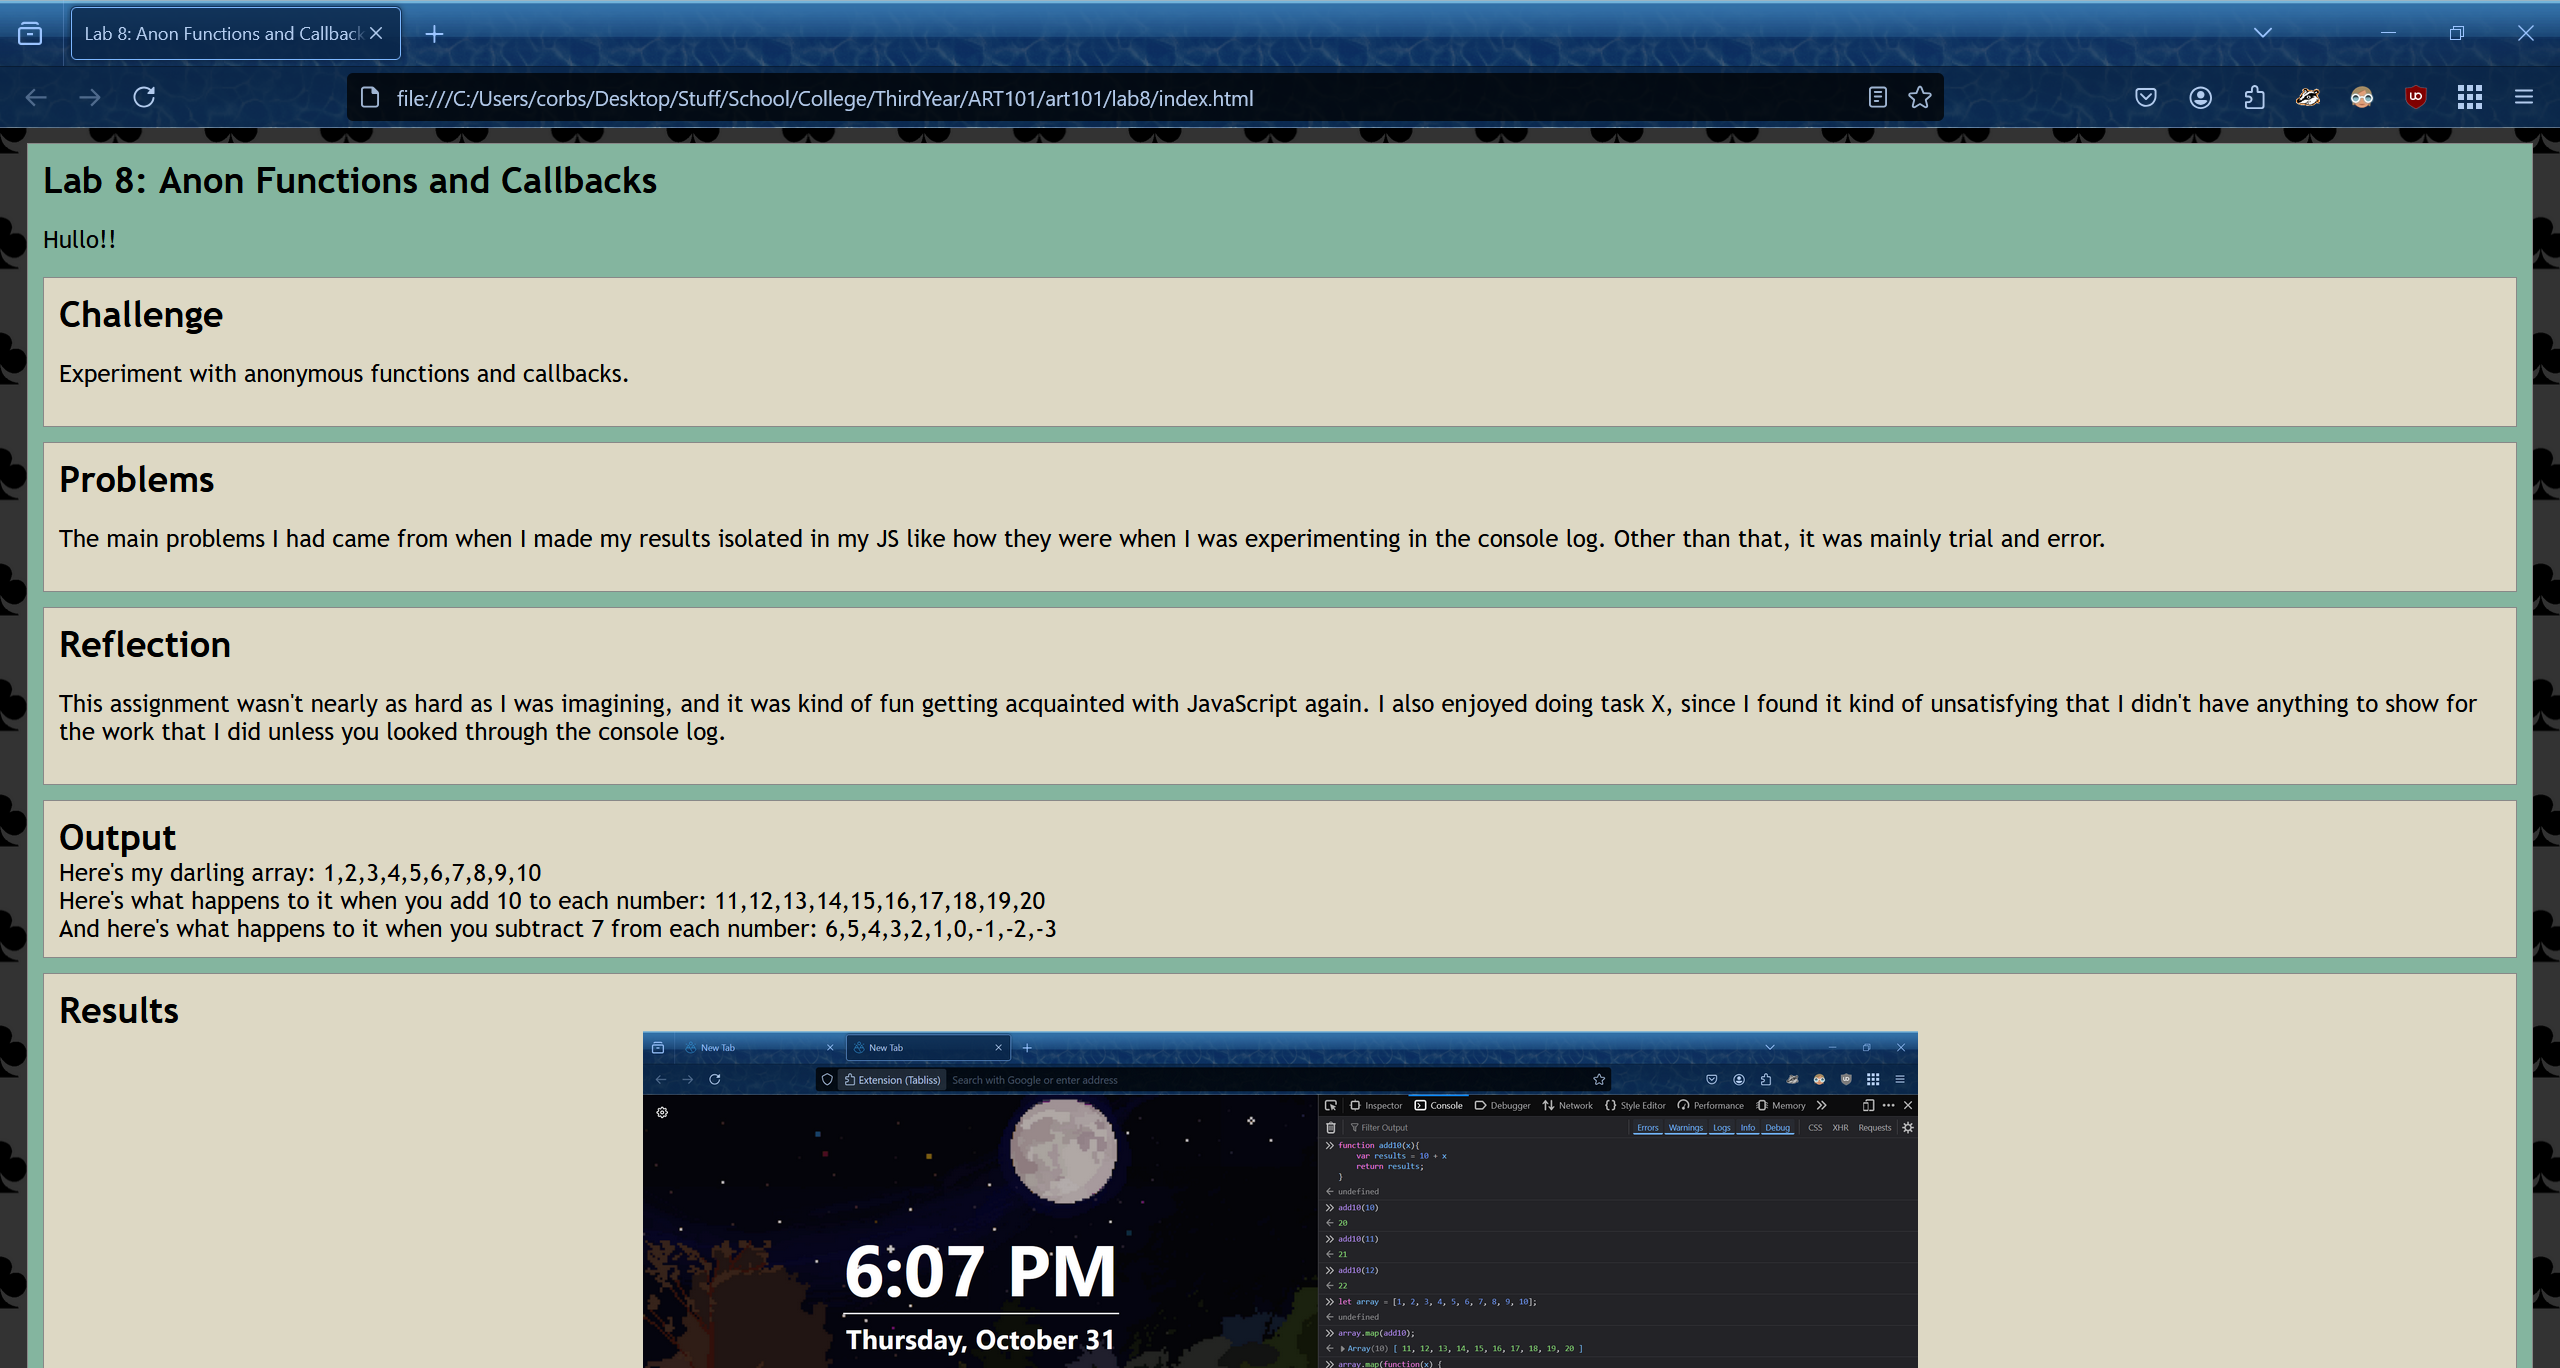 Lab 8: Anon Functions and Callback
file:///C:/Users/corbs/Desktop/Stuff/School/College/ThirdYear/ART101/art101/lab8/index.html
Lab 8: Anon Functions and Callbacks
Hullo!!
Challenge
Experiment with anonymous functions and callbacks.
Problems
The main problems I had came from when I made my results isolated in my JS like how they were when I was experimenting in the console log. Other than that, it was mainly trial and error.
Reflection
This assignment wasn't nearly as hard as I was imagining, and it was kind of fun getting acquainted with JavaScript again. I also enjoyed doing task X, since I found it kind of unsatisfying that I didn't have anything to show for
the work that I did unless you looked through the console log.
Output
Here's my darling array: 1,2,3,4,5,6,7,8,9,10
Here's what happens to it when you add 10 to each number: 11,12,13,14,15,16,17,18,19,20
And here's what happens to it when you subtract 7 from each number: 6,5,4,3,2,1,0,-1,-2,-3
Results
New Tab New Tab
Extension (Tabliss) Search with Google or enter address
Inspector Console Debugger Network Style Editor Performance Memory
Filter Output Errors Warnings Logs Info Debug CSS XHR Requests
function add10(x){
var results = 10 + x
return results;
}
undefined
add10(10)
20
add10(11)
21
add10(12)
22
let array = [1, 2, 3, 4, 5, 6, 7, 8, 9, 10];
undefined
array.map(add10);
Array(10) [ 11, 12, 13, 14, 15, 16, 17, 18, 19, 20 ]
array.map(function(x) {
6:07 PM
Thursday, October 31